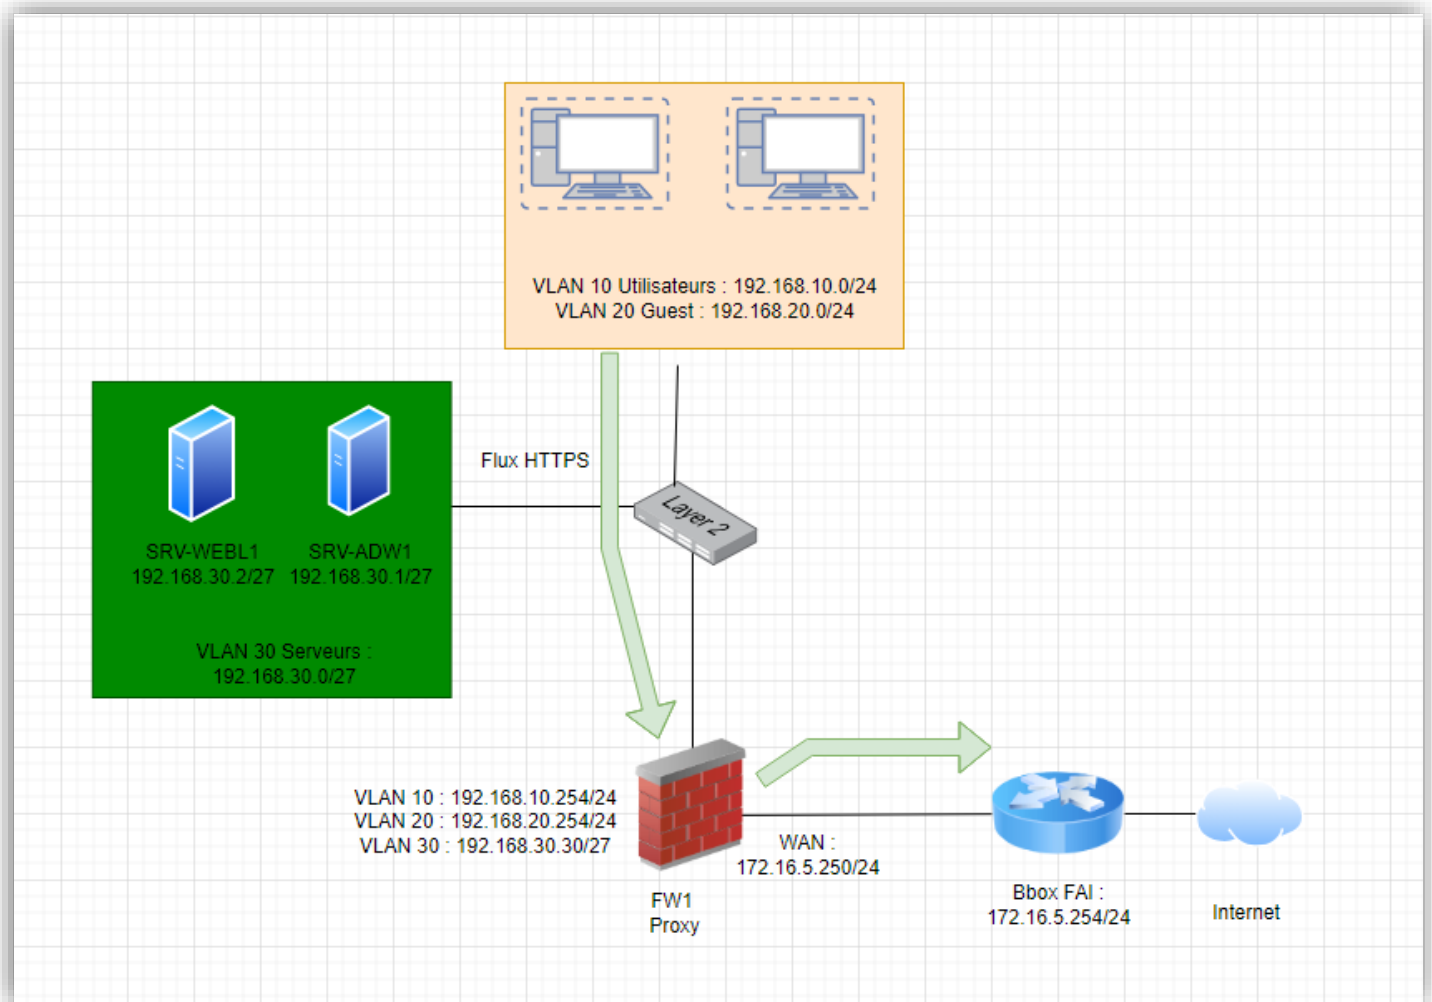 VLAN 10 Utilisateurs : 192.168.10.0/24
VLAN 20 Guest : 192.168.20.0/24
Flux HTTPS
Layer 2
SRV-WEBL1
192.168.30.2/27
SRV-ADW1
192.168.30.1/27
VLAN 30 Serveurs :
192.168.30.0/27
VLAN 10 : 192.168.10.254/24
VLAN 20 : 192.168.20.254/24
VLAN 30 : 192.168.30.30/27
FW1
Proxy
WAN :
172.16.5.250/24
Bbox FAI :
172.16.5.254/24
Internet